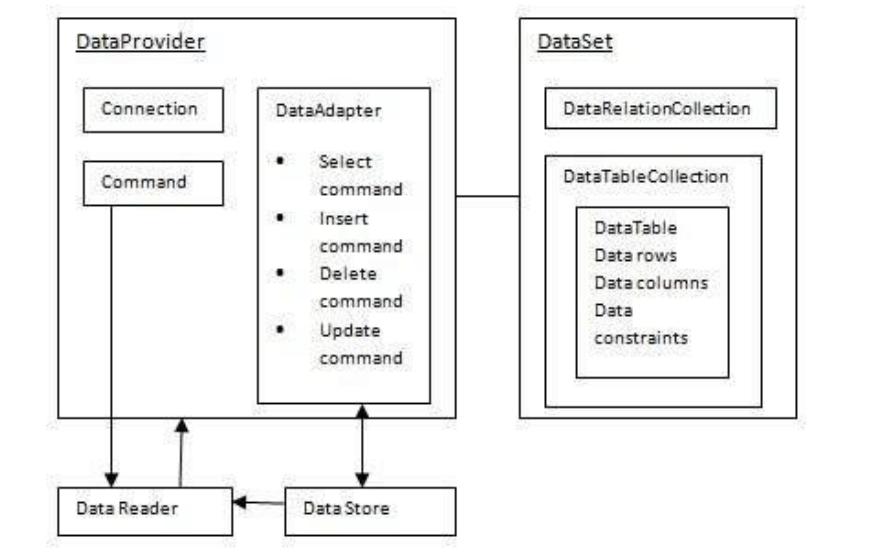 DataProvider
Connection
Command
DataAdapter
• Select
command
• Insert
command
• Delete
command
• Update
command
DataSet
DataRelationCollection
DataTableCollection
DataTable
Data rows
Data columns
Data
constraints
Data Reader
Data Store